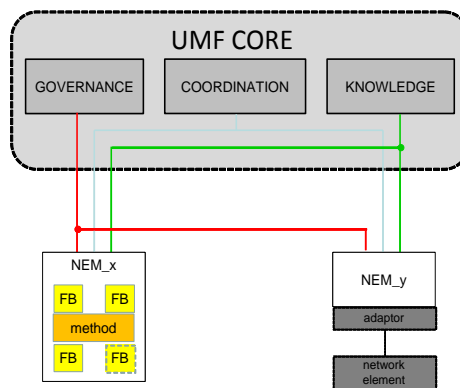 UMF CORE
GOVERNANCE
COORDINATION
KNOWLEDGE
NEM_x
FB FB
method
FB FB
NEM_y
adaptor
network
element